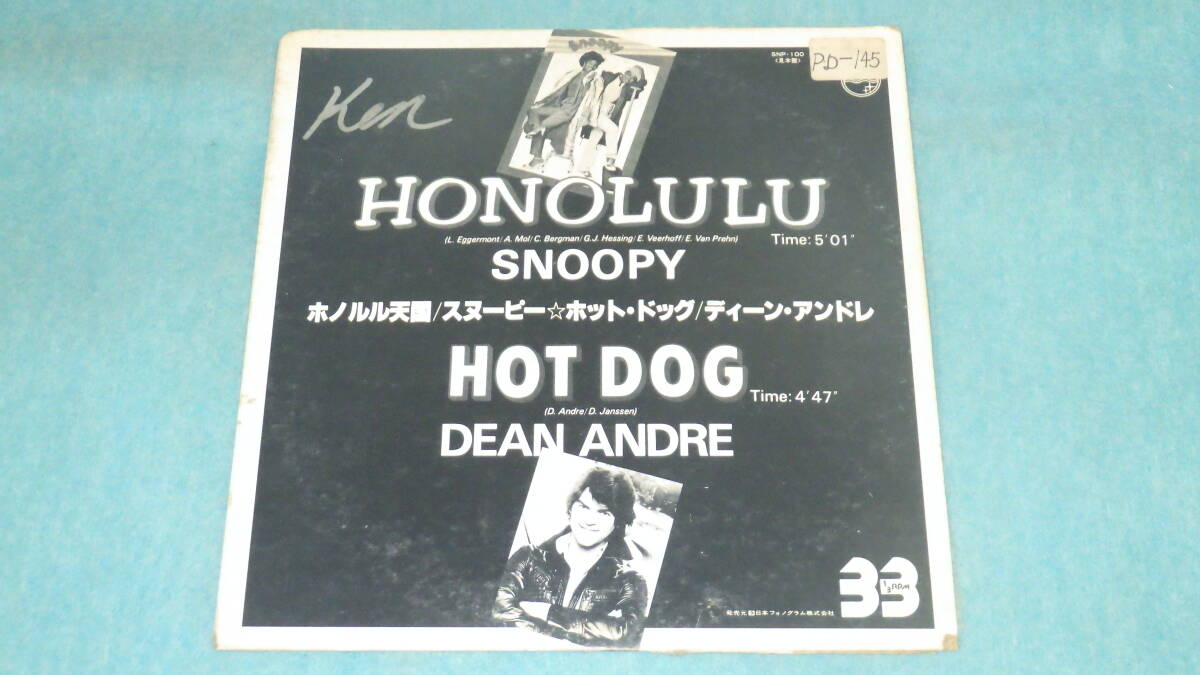 SNOOPY
SNP-100
(見本盤)
PD-145
Ken
HONOLULU
(L. Eggermont/A. Mol/C. Bergman/G.J. Hessing/E. Veerhoff/E. Van Prehn)
Time: 5'01"
SNOOPY
ホノルル天国/スヌーピー☆ホット・ドッグ/ディーン・アンドレ
HOT DOG
Time: 4'47"
(D. Andre/D. Janssen)
DEAN ANDRE
33 1/3 RPM
発売元 日本フォノグラム株式会社